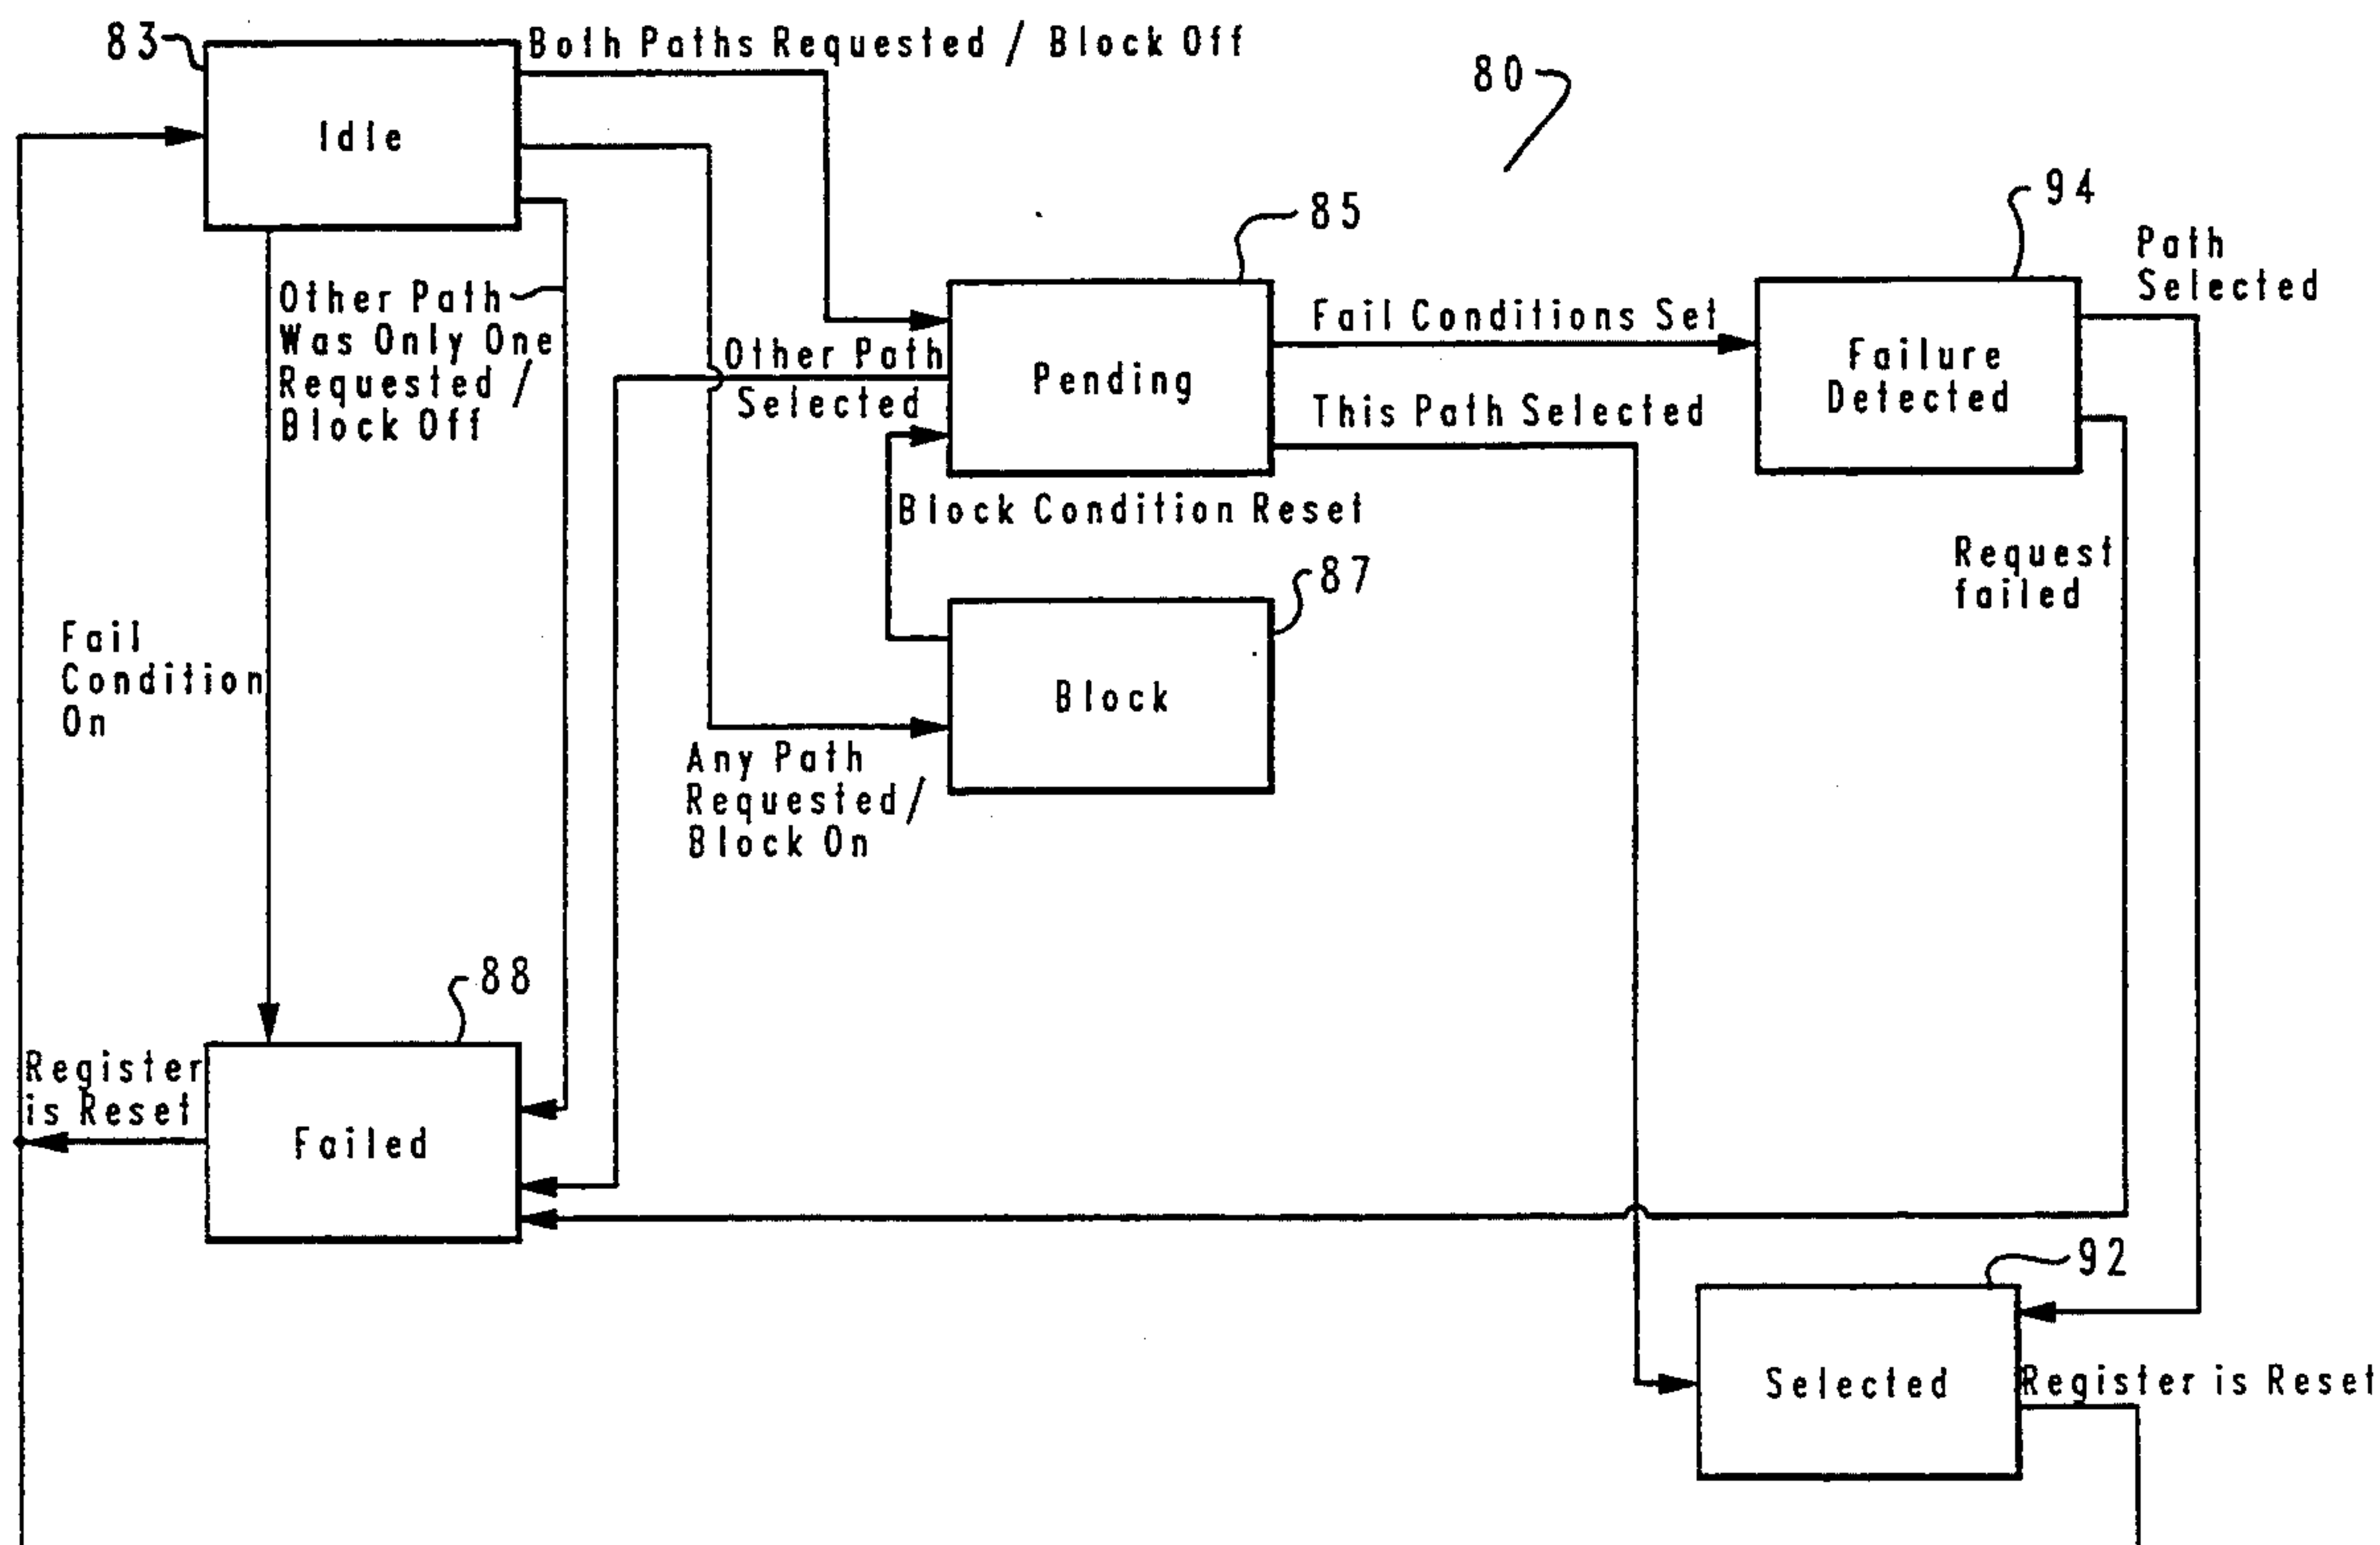 83
Both Paths Requested / Block Off
80
Idle
94
85
Path
Selected
Other Path
Was Only One
Requested /
Block Off
Fail Conditions Set
Failure
Detected
Other Path
Selected
Pending
This Path Selected
Block Condition Reset
Request
failed
87
Fail
Condition
On
Block
Any Path
Requested /
Block On
88
Register
is Reset
Failed
92
Selected
Register is Reset